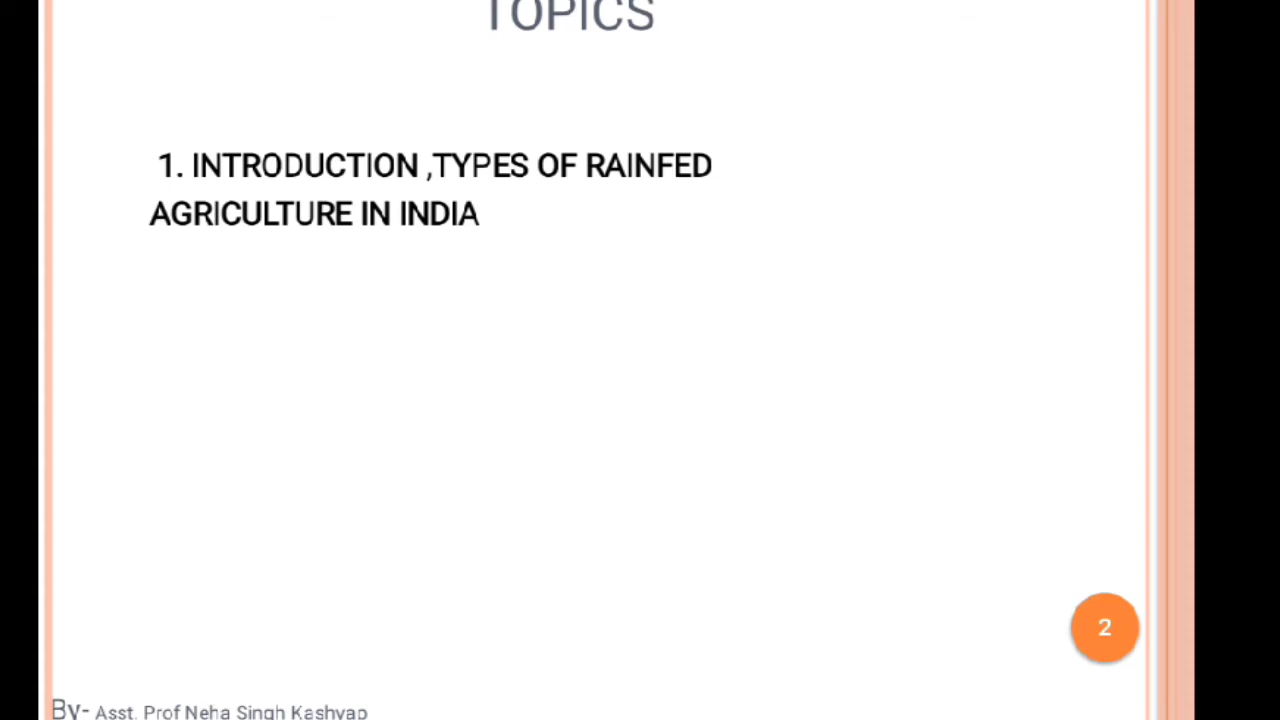 TOPICS
1. INTRODUCTION ,TYPES OF RAINFED
AGRICULTURE IN INDIA
2
By- Asst. Prof Neha Singh Kashyap